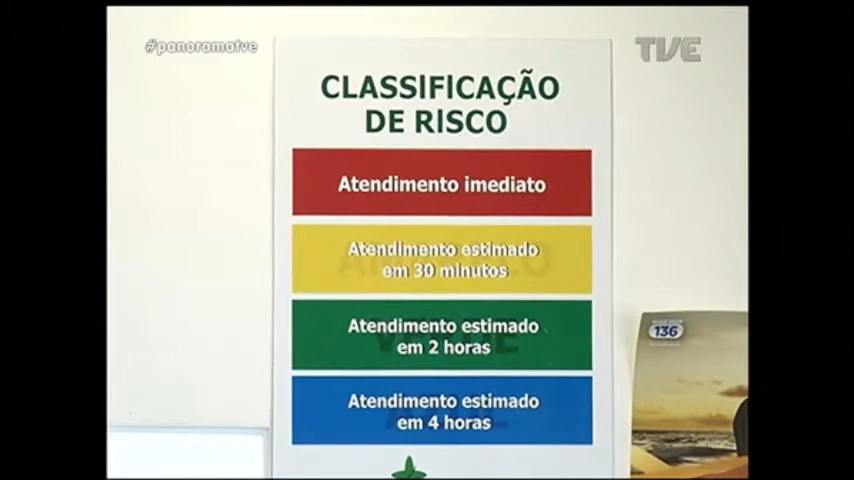 #panoramatve
TVE
CLASSIFICAÇÃO
DE RISCO
Atendimento imediato
Atendimento estimado
em 30 minutos
Atendimento estimado
em 2 horas
Atendimento estimado
em 4 horas
136